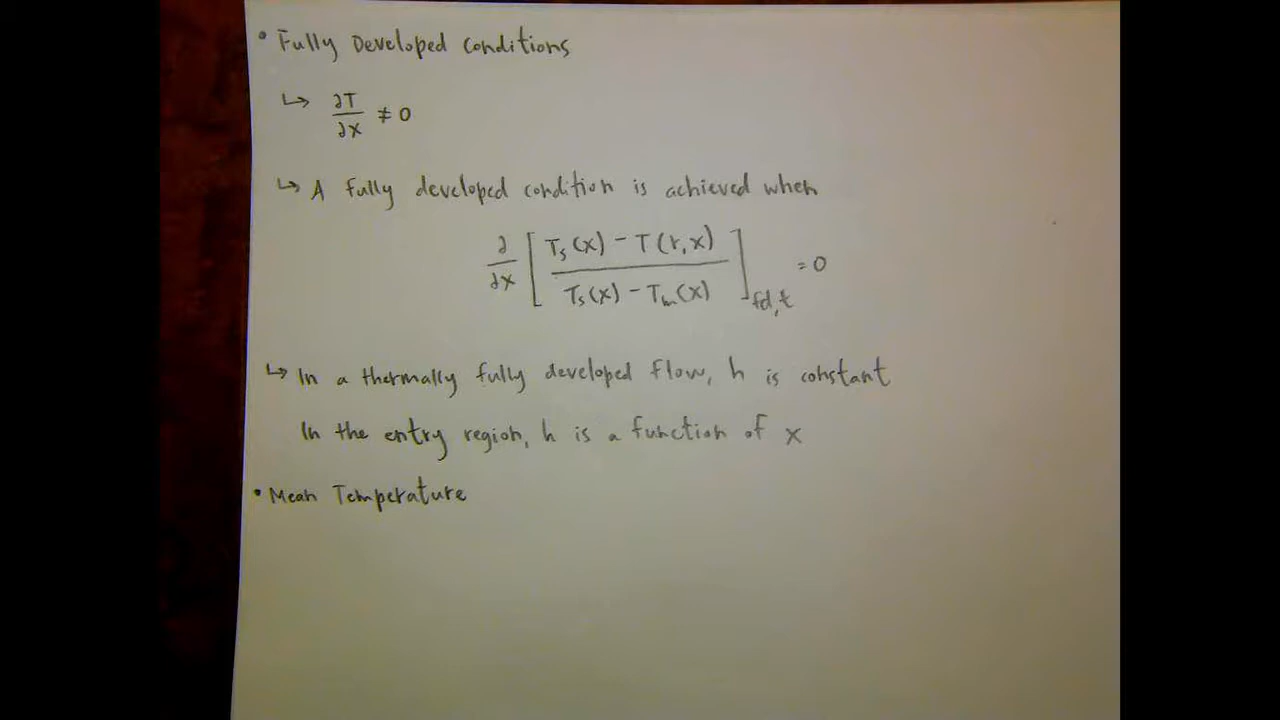 • Fully Developed Conditions
↳ ∂T/∂x ≠ 0
↳ A fully developed condition is achieved when
∂/∂x [ (Ts(x) - T(r,x)) / (Ts(x) - Tm(x)) ]fd,t = 0
↳ In a thermally fully developed flow, h is constant
In the entry region, h is a function of x
• Mean Temperature